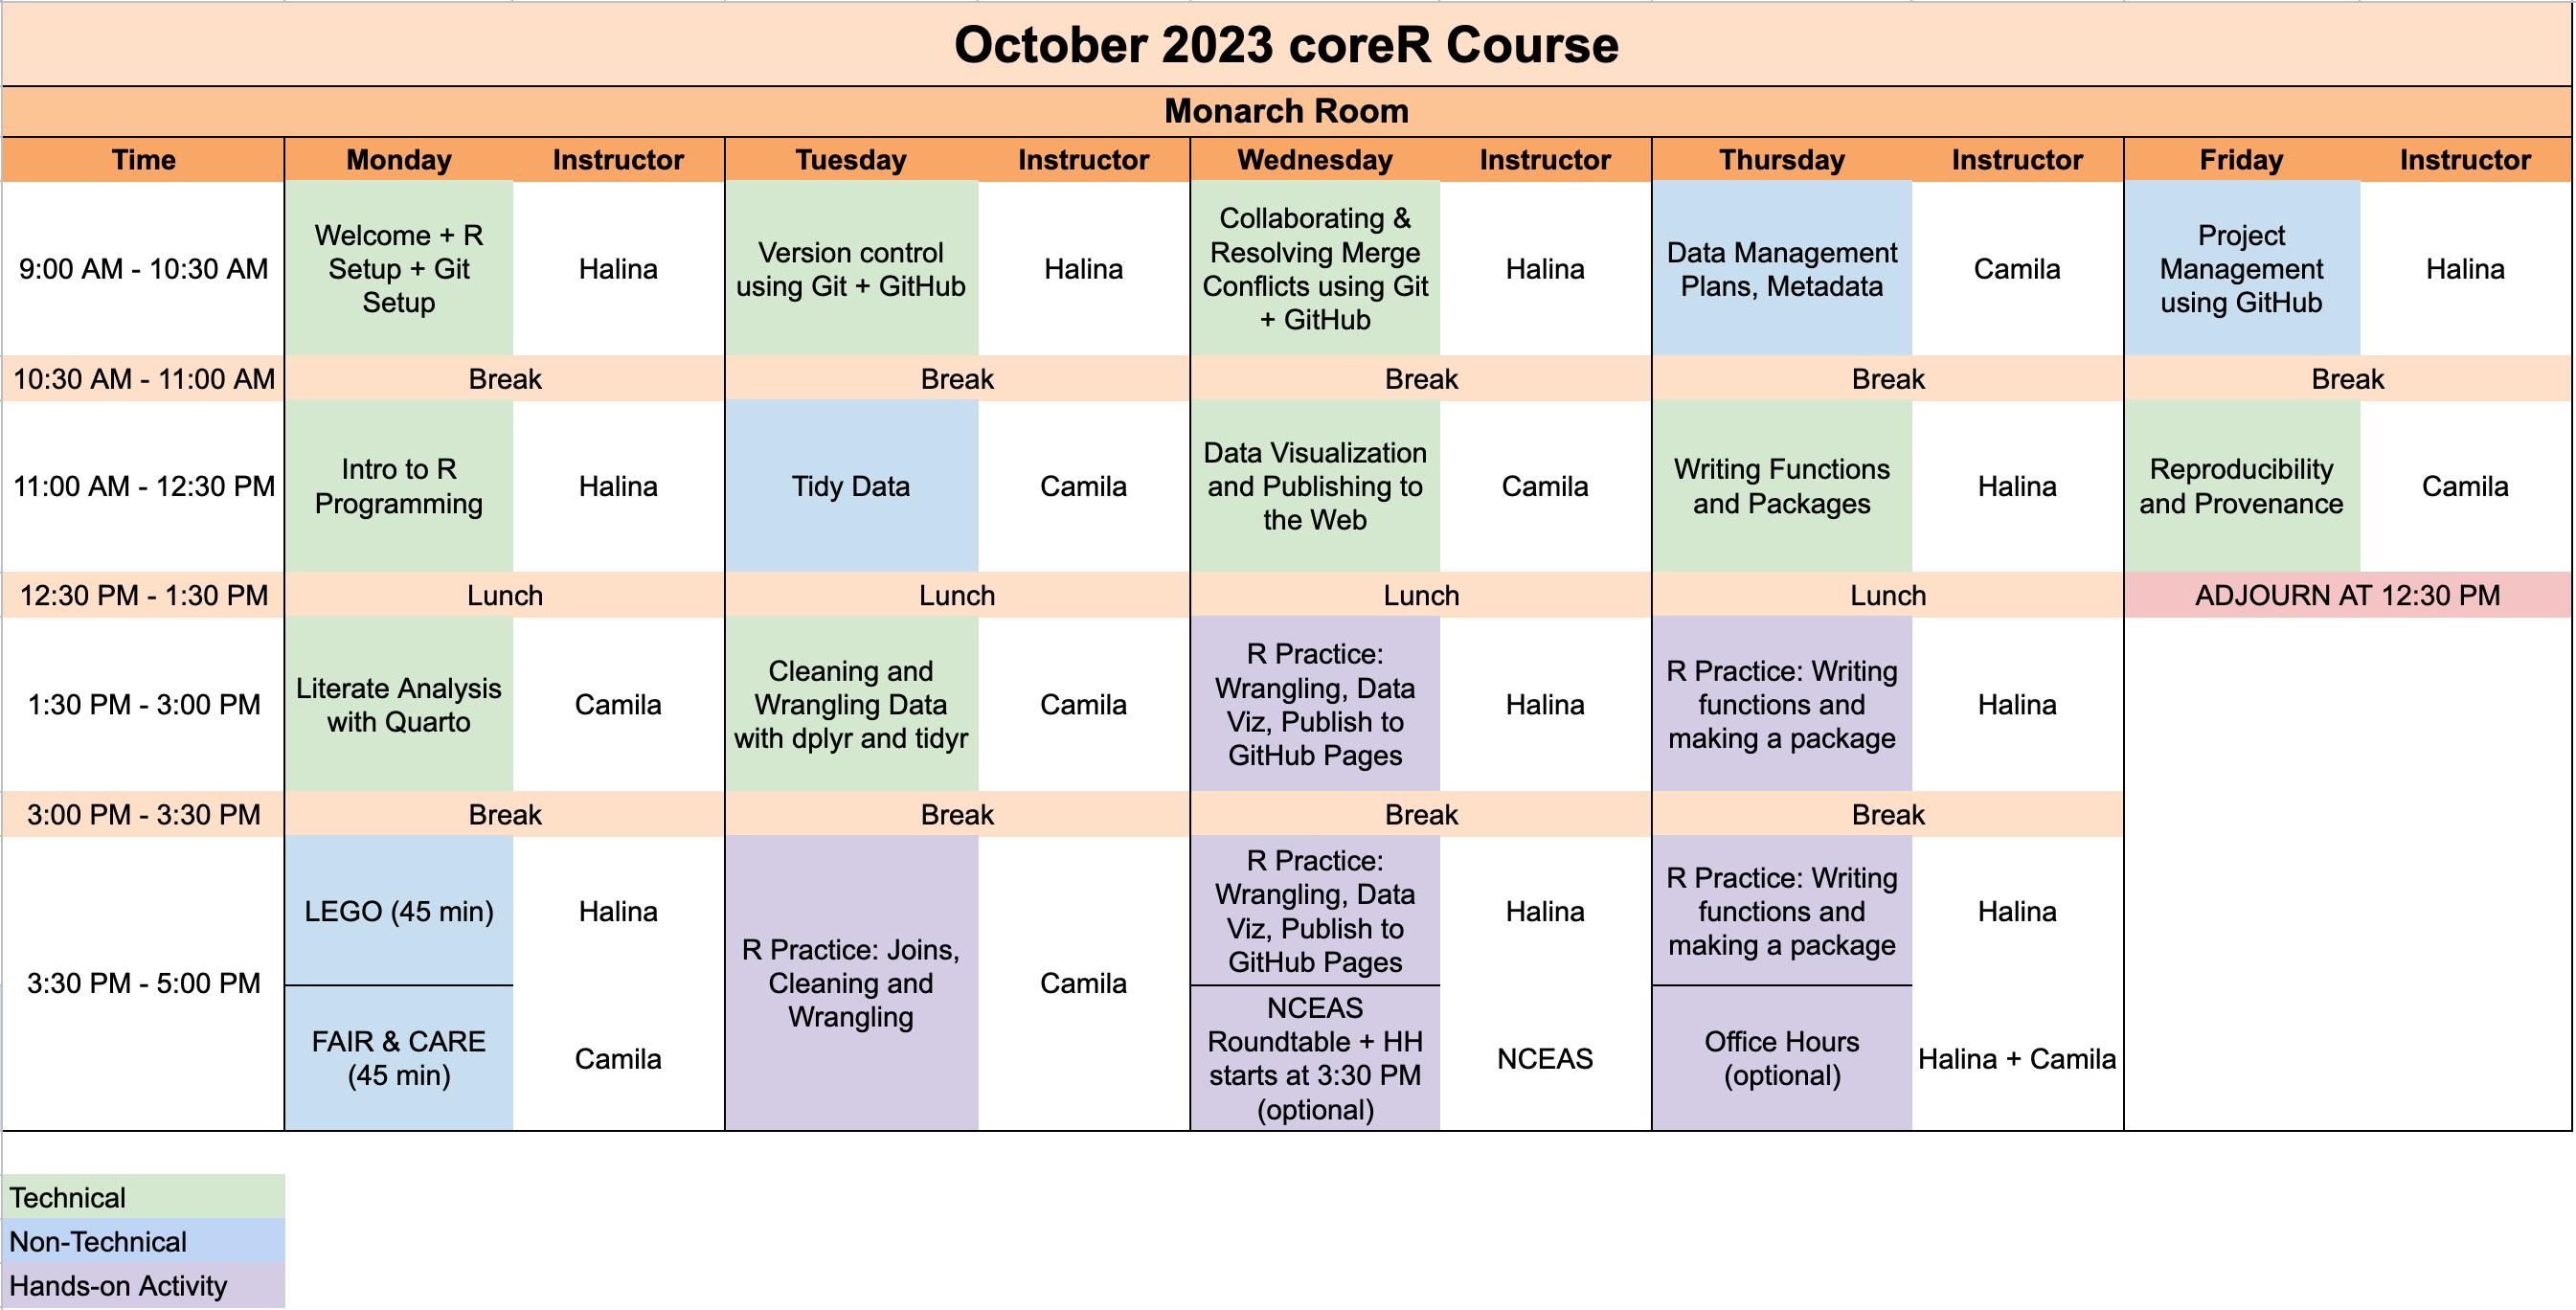 October 2023 coreR Course
Monarch Room
Time Monday Instructor Tuesday Instructor Wednesday Instructor Thursday Instructor Friday Instructor
9:00 AM - 10:30 AM
Welcome + R
Setup + Git
Setup
Halina
Version control
using Git + GitHub
Halina
Collaborating &
Resolving Merge
Conflicts using Git
+ GitHub
Halina
Data Management
Plans, Metadata
Camila
Project
Management
using GitHub
Halina
10:30 AM - 11:00 AM Break Break Break Break Break
11:00 AM - 12:30 PM
Intro to R
Programming
Halina
Tidy Data
Camila
Data Visualization
and Publishing to
the Web
Camila
Writing Functions
and Packages
Halina
Reproducibility
and Provenance
Camila
12:30 PM - 1:30 PM Lunch Lunch Lunch Lunch ADJOURN AT 12:30 PM
1:30 PM - 3:00 PM
Literate Analysis
with Quarto
Camila
Cleaning and
Wrangling Data
with dplyr and tidyr
Camila
R Practice:
Wrangling, Data
Viz, Publish to
GitHub Pages
Halina
R Practice: Writing
functions and
making a package
Halina
3:00 PM - 3:30 PM Break Break Break Break
3:30 PM - 5:00 PM
LEGO (45 min)
Halina
FAIR & CARE
(45 min)
Camila
R Practice: Joins,
Cleaning and
Wrangling
Camila
R Practice:
Wrangling, Data
Viz, Publish to
GitHub Pages
Halina
NCEAS
Roundtable + HH
starts at 3:30 PM
(optional)
NCEAS
R Practice: Writing
functions and
making a package
Halina
Office Hours
(optional)
Halina + Camila
Technical
Non-Technical
Hands-on Activity